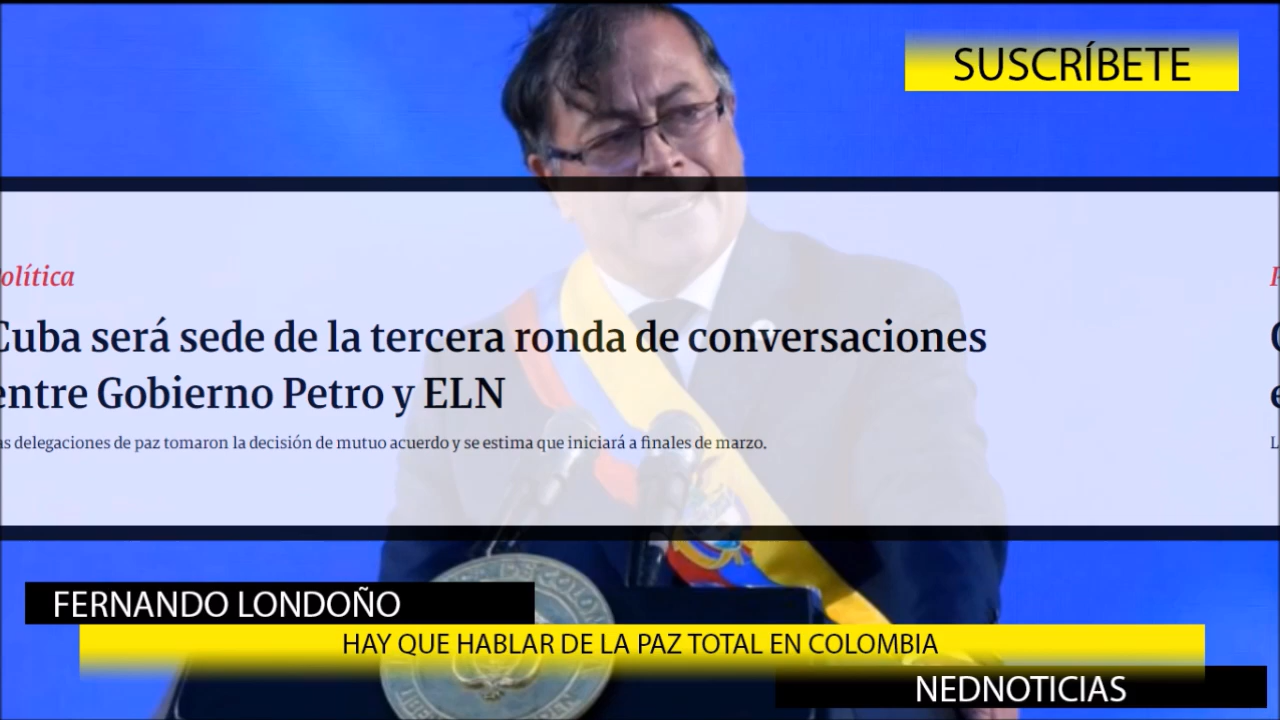 SUSCRÍBETE
olítica
Cuba será sede de la tercera ronda de conversaciones
entre Gobierno Petro y ELN
as delegaciones de paz tomaron la decisión de mutuo acuerdo y se estima que iniciará a finales de marzo.
FERNANDO LONDOÑO
HAY QUE HABLAR DE LA PAZ TOTAL EN COLOMBIA
NEDNOTICIAS